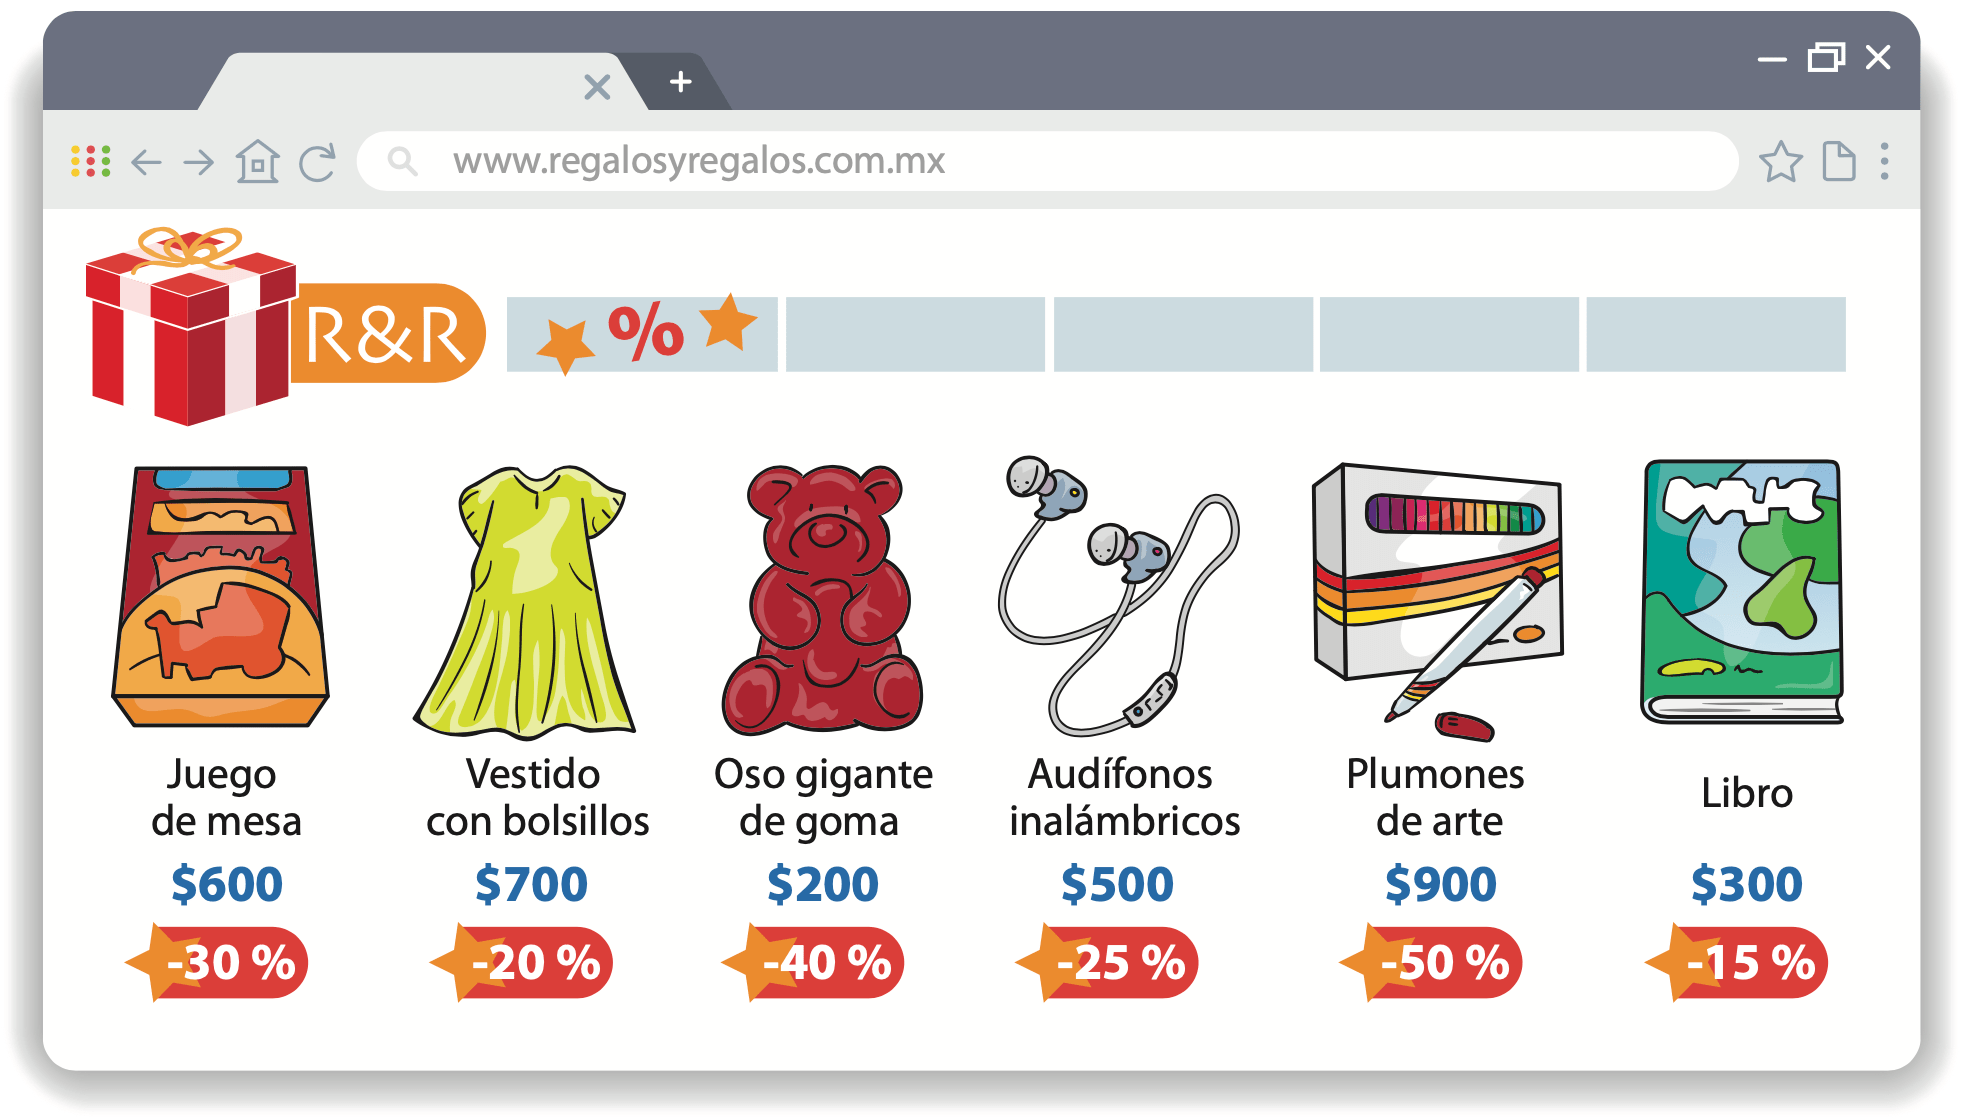 www.regalosyregalos.com.mx
R&R
%
Juego
de mesa
$600
-30 %
Vestido
con bolsillos
$700
-20 %
Oso gigante
de goma
$200
-40 %
Audífonos
inalámbricos
$500
-25 %
Plumones
de arte
$900
-50 %
Libro
$300
-15 %